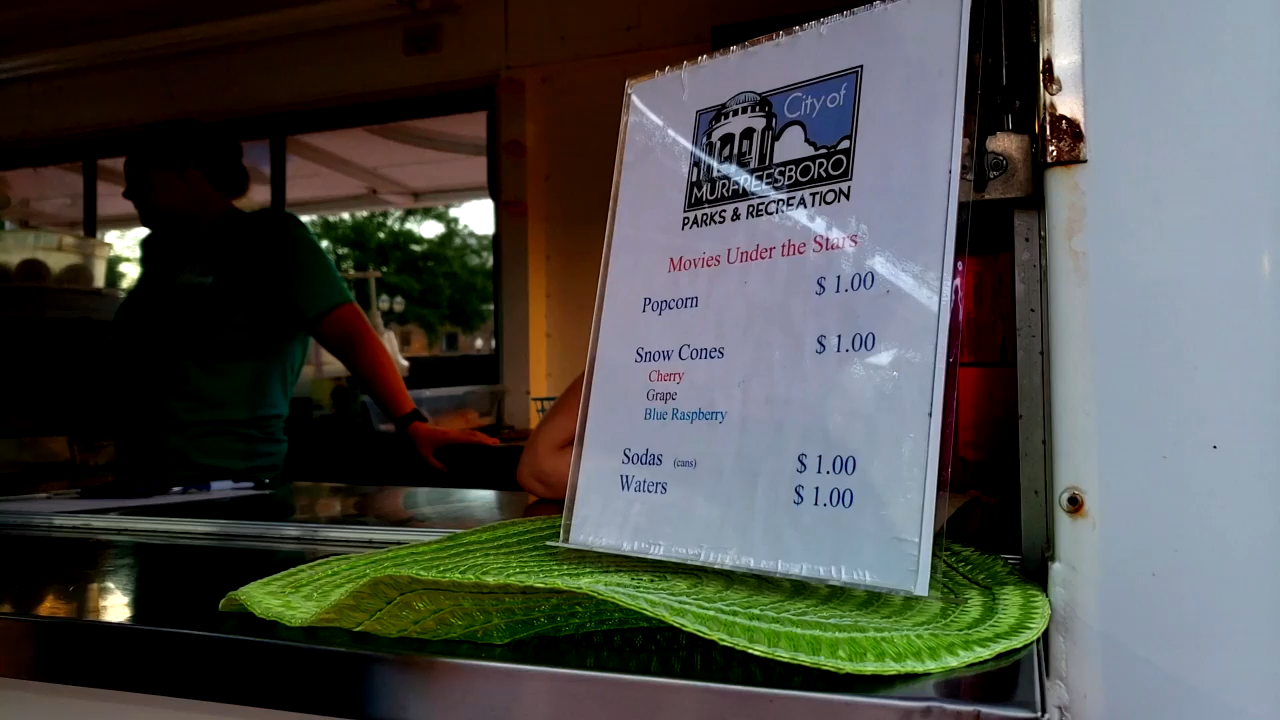 City of
MURFREESBORO
PARKS & RECREATION
Movies Under the Stars
Popcorn $ 1.00
Snow Cones $ 1.00
Cherry
Grape
Blue Raspberry
Sodas (cans) $ 1.00
Waters $ 1.00